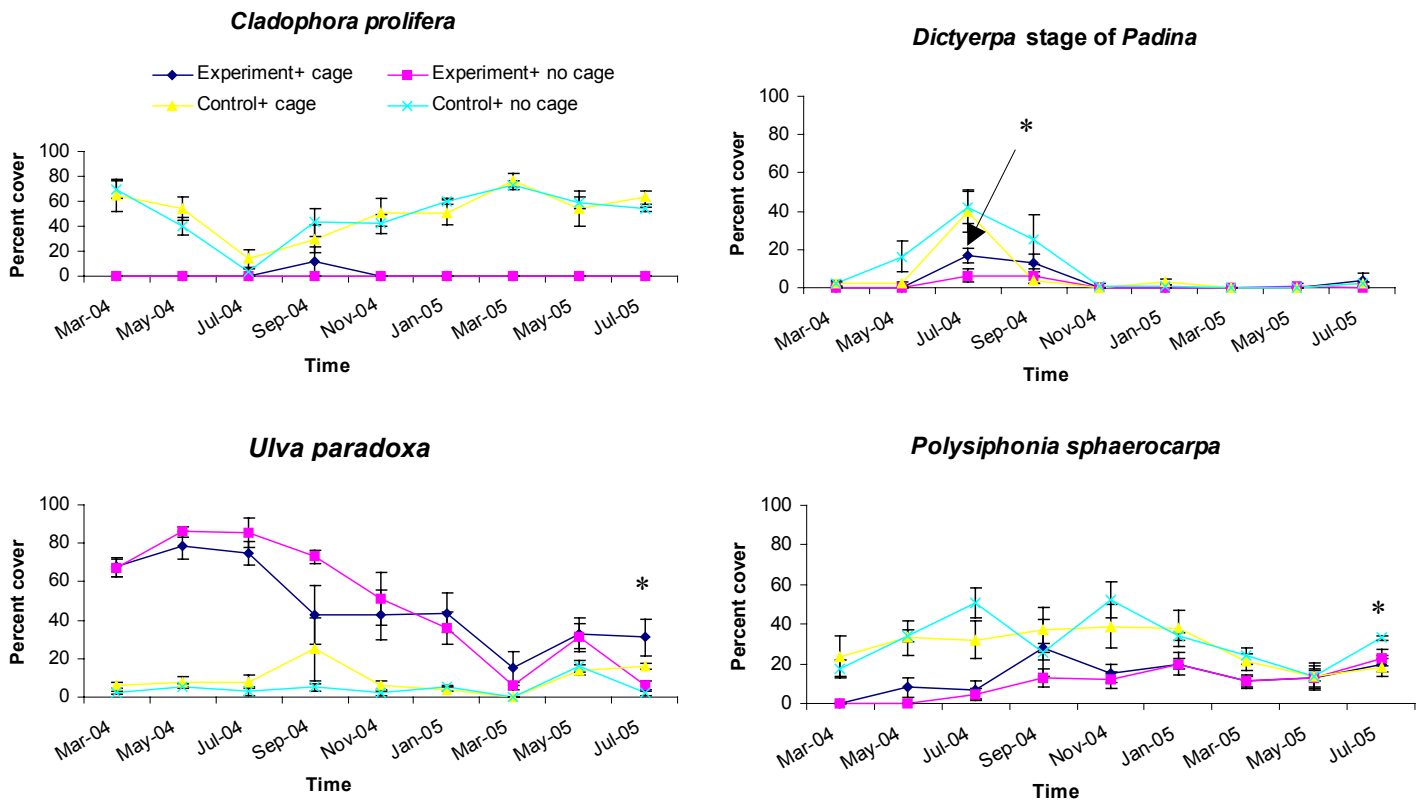 Cladophora prolifera
Experiment+ cage
Experiment+ no cage
Control+ cage
Control+ no cage
Percent cover
100
80
60
40
20
0
Mar-04
May-04
Jul-04
Sep-04
Nov-04
Jan-05
Mar-05
May-05
Jul-05
Time
Dictyerpa stage of Padina
*
Percent cover
100
80
60
40
20
0
Mar-04
May-04
Jul-04
Sep-04
Nov-04
Jan-05
Mar-05
May-05
Jul-05
Time
Ulva paradoxa
*
Percent cover
100
80
60
40
20
0
Mar-04
May-04
Jul-04
Sep-04
Nov-04
Jan-05
Mar-05
May-05
Jul-05
Time
Polysiphonia sphaerocarpa
*
Percent cover
100
80
60
40
20
0
Mar-04
May-04
Jul-04
Sep-04
Nov-04
Jan-05
Mar-05
May-05
Jul-05
Time